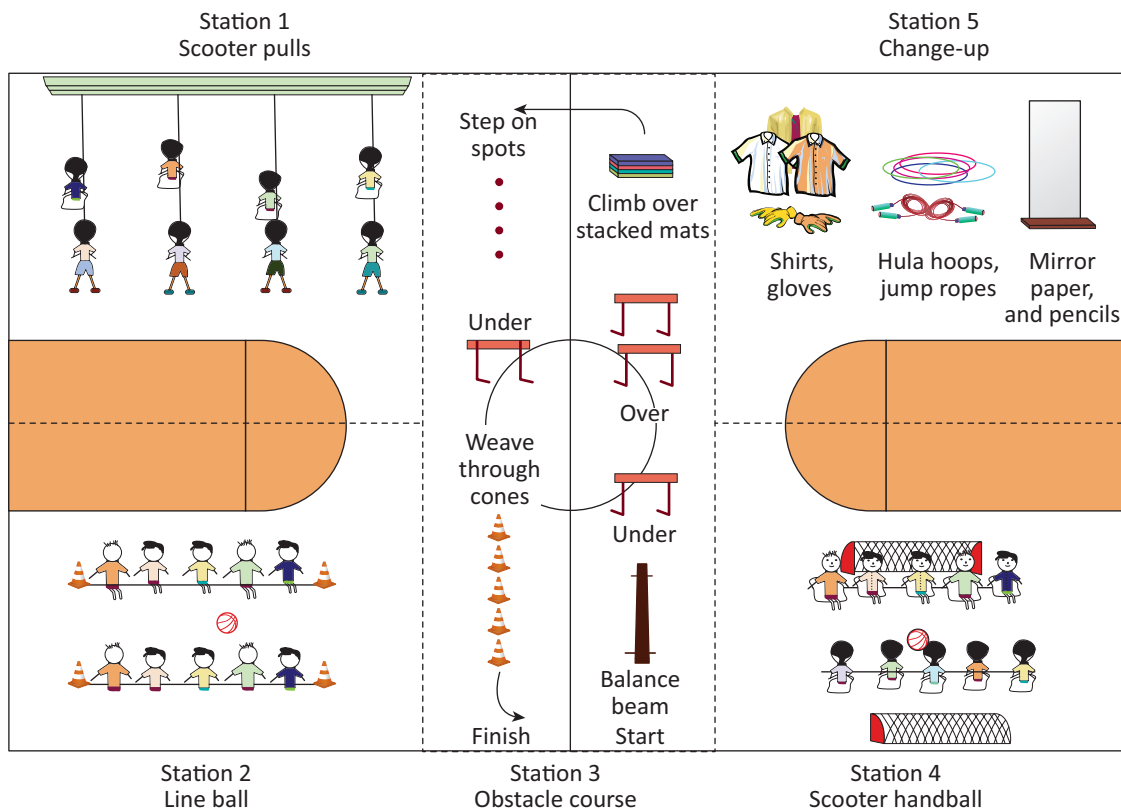 Station 1
Scooter pulls
Station 5
Change-up
Step on
spots
Climb over
stacked mats
Shirts,
gloves
Hula hoops,
jump ropes
Mirror
paper,
and pencils
Under
Over
Weave
through
cones
Under
Balance
beam
Finish
Start
Station 2
Line ball
Station 3
Obstacle course
Station 4
Scooter handball